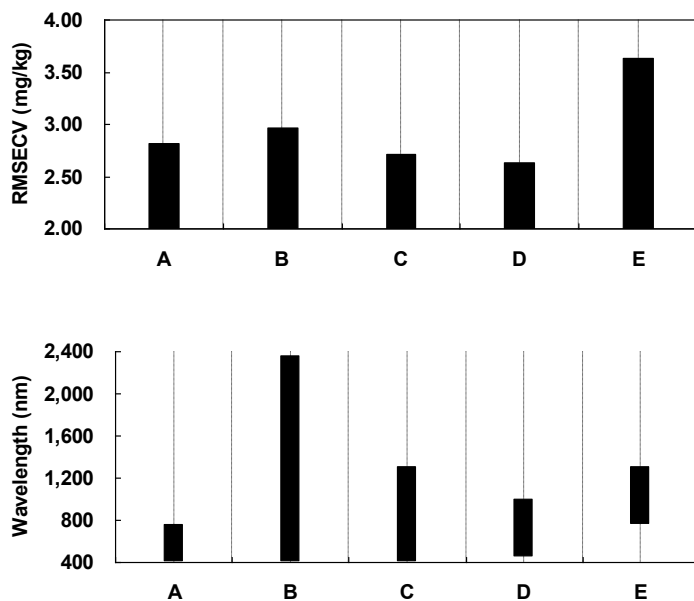 RMSECV (mg/kg)
4.00
3.50
3.00
2.50
2.00
A B C D E
Wavelength (nm)
2,400
2,000
1,600
1,200
800
400
A B C D E